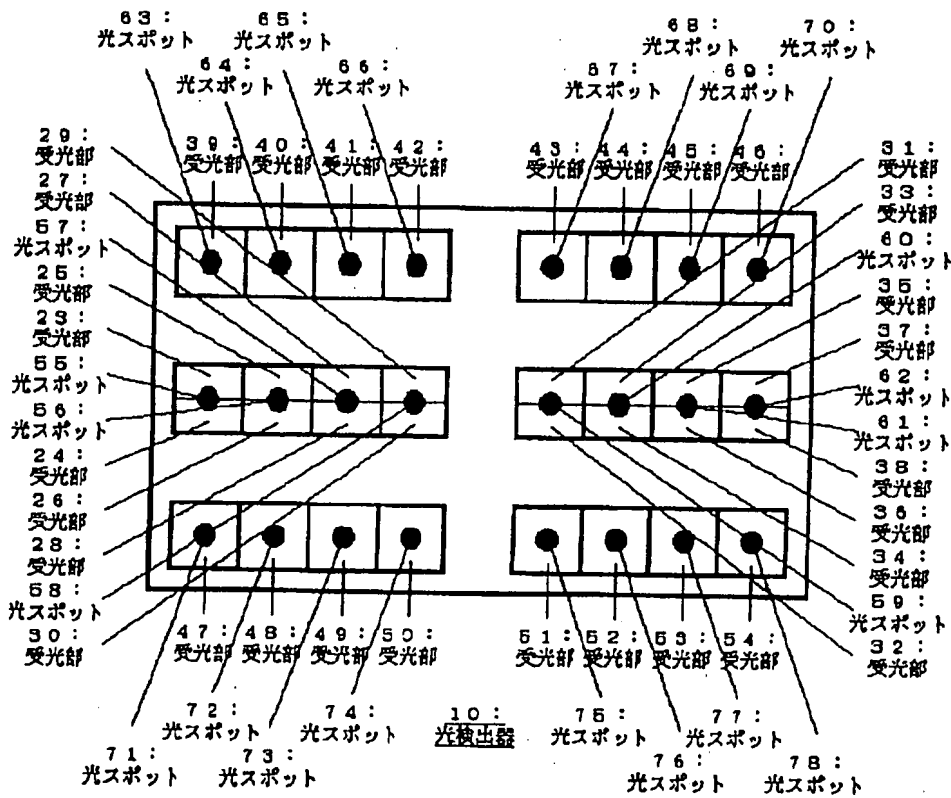 63：
光スポット
65：
光スポット
68：
光スポット
70：
光スポット
64：
光スポット
66：
光スポット
67：
光スポット
69：
光スポット
29：
受光部
39：
受光部
40：
受光部
41：
受光部
42：
受光部
43：
受光部
44：
受光部
45：
受光部
46：
受光部
31：
受光部
27：
受光部
33：
受光部
57：
光スポット
60：
光スポット
25：
受光部
35：
受光部
23：
受光部
37：
受光部
55：
光スポット
62：
光スポット
56：
光スポット
61：
光スポット
24：
受光部
38：
受光部
26：
受光部
36：
受光部
28：
受光部
34：
受光部
58：
光スポット
59：
光スポット
30：
受光部
47：
受光部
48：
受光部
49：
受光部
50：
受光部
51：
受光部
52：
受光部
53：
受光部
54：
受光部
32：
受光部
72：
光スポット
74：
光スポット
10：
光検出器
75：
光スポット
77：
光スポット
71：
光スポット
73：
光スポット
76：
光スポット
78：
光スポット